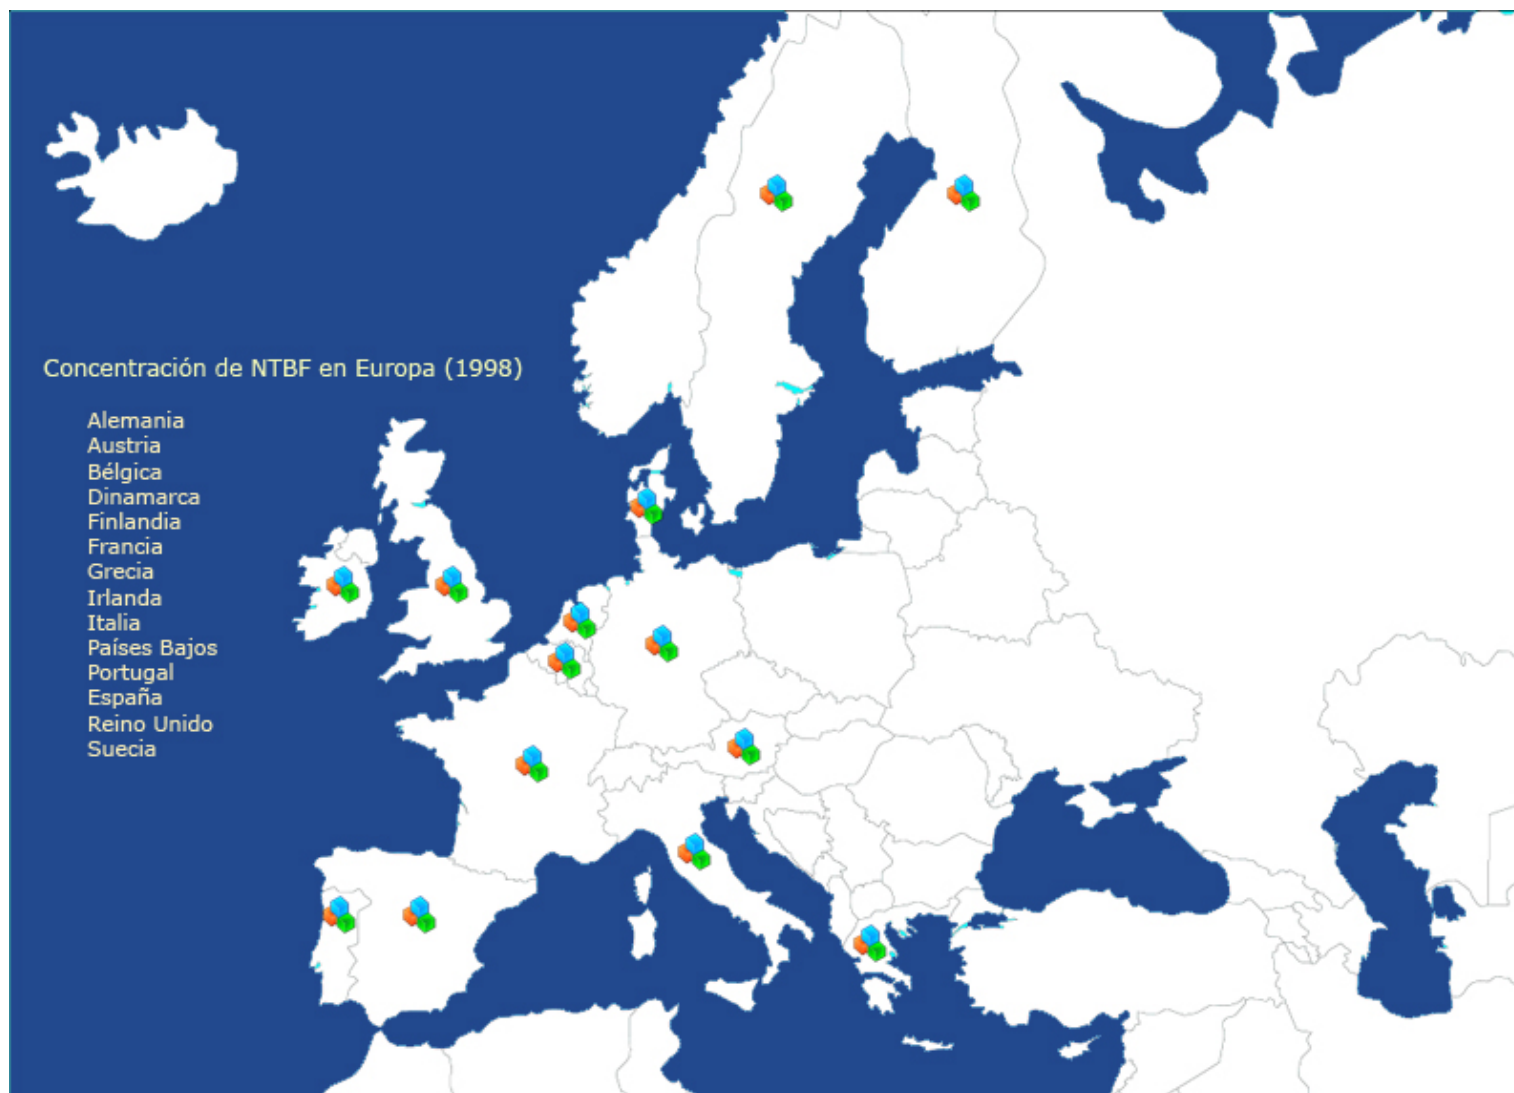 Concentración de NTBF en Europa (1998)
Alemania
Austria
Bélgica
Dinamarca
Finlandia
Francia
Grecia
Irlanda
Italia
Países Bajos
Portugal
España
Reino Unido
Suecia